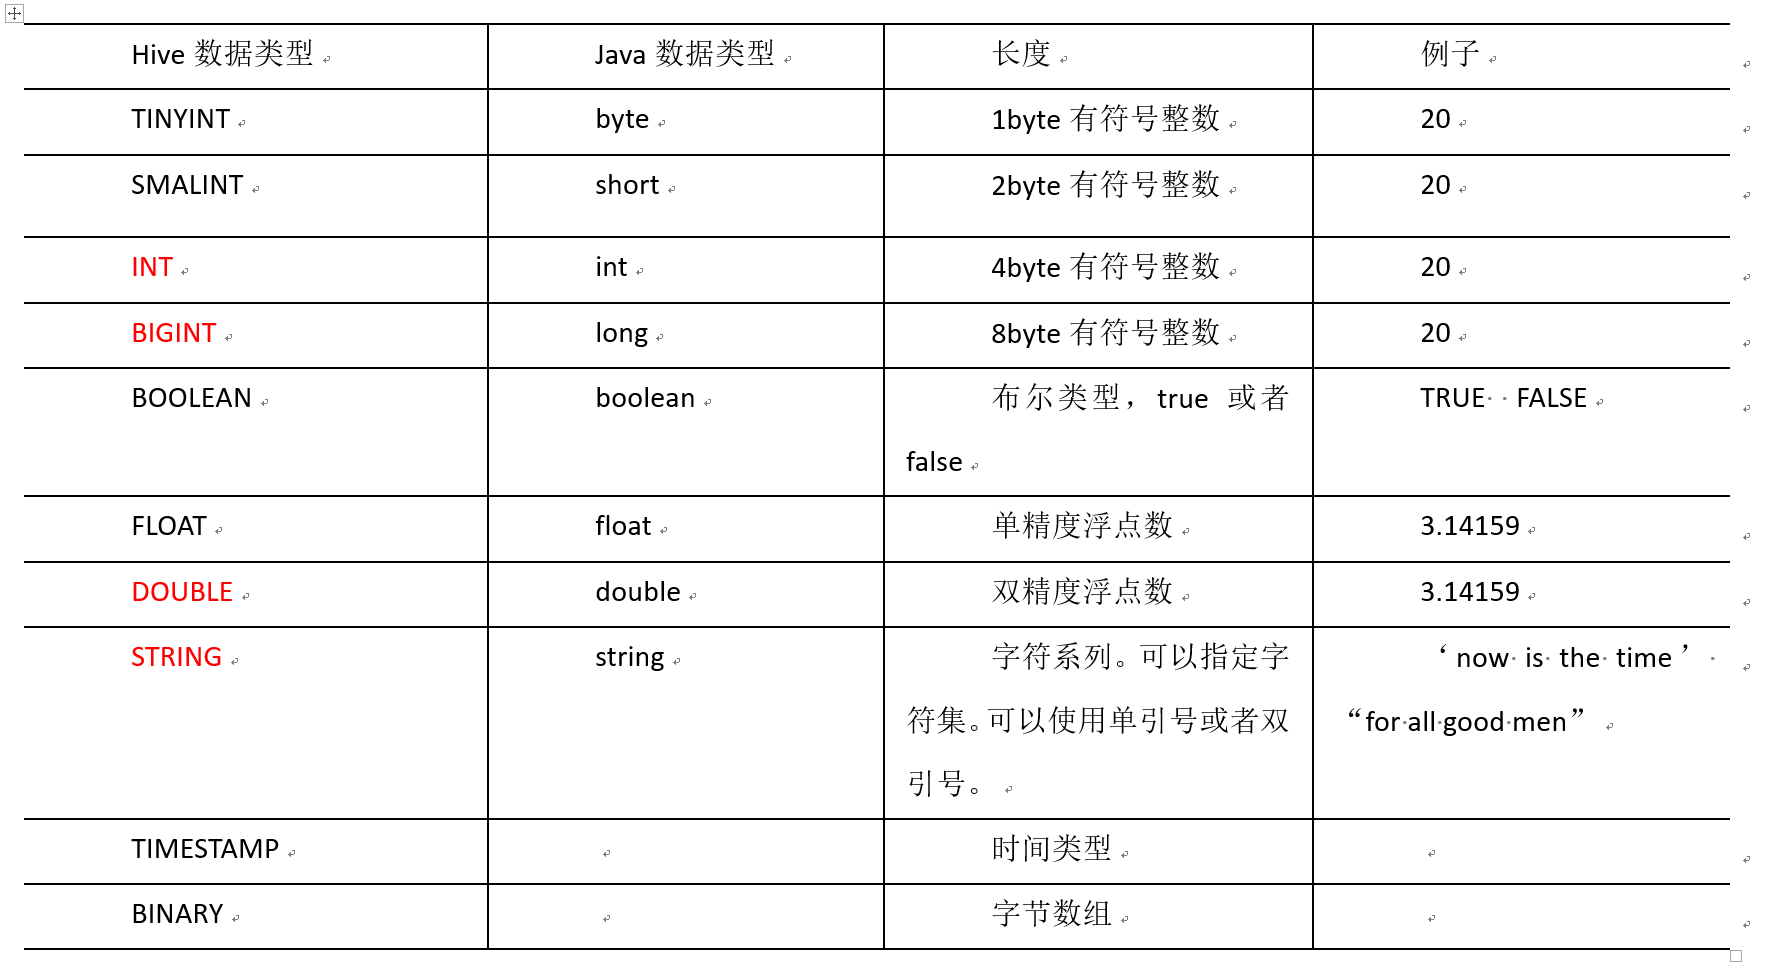 Hive 数据类型 Java 数据类型 长度 例子
TINYINT byte 1byte 有符号整数 20
SMALINT short 2byte 有符号整数 20
INT int 4byte 有符号整数 20
BIGINT long 8byte 有符号整数 20
BOOLEAN boolean 布尔类型，true 或者 TRUE FALSE
false
FLOAT float 单精度浮点数 3.14159
DOUBLE double 双精度浮点数 3.14159
STRING string 字符系列。可以指定字 ‘now is the time’
符集。可以使用单引号或者双 “for all good men”
引号。
TIMESTAMP 时间类型
BINARY 字节数组